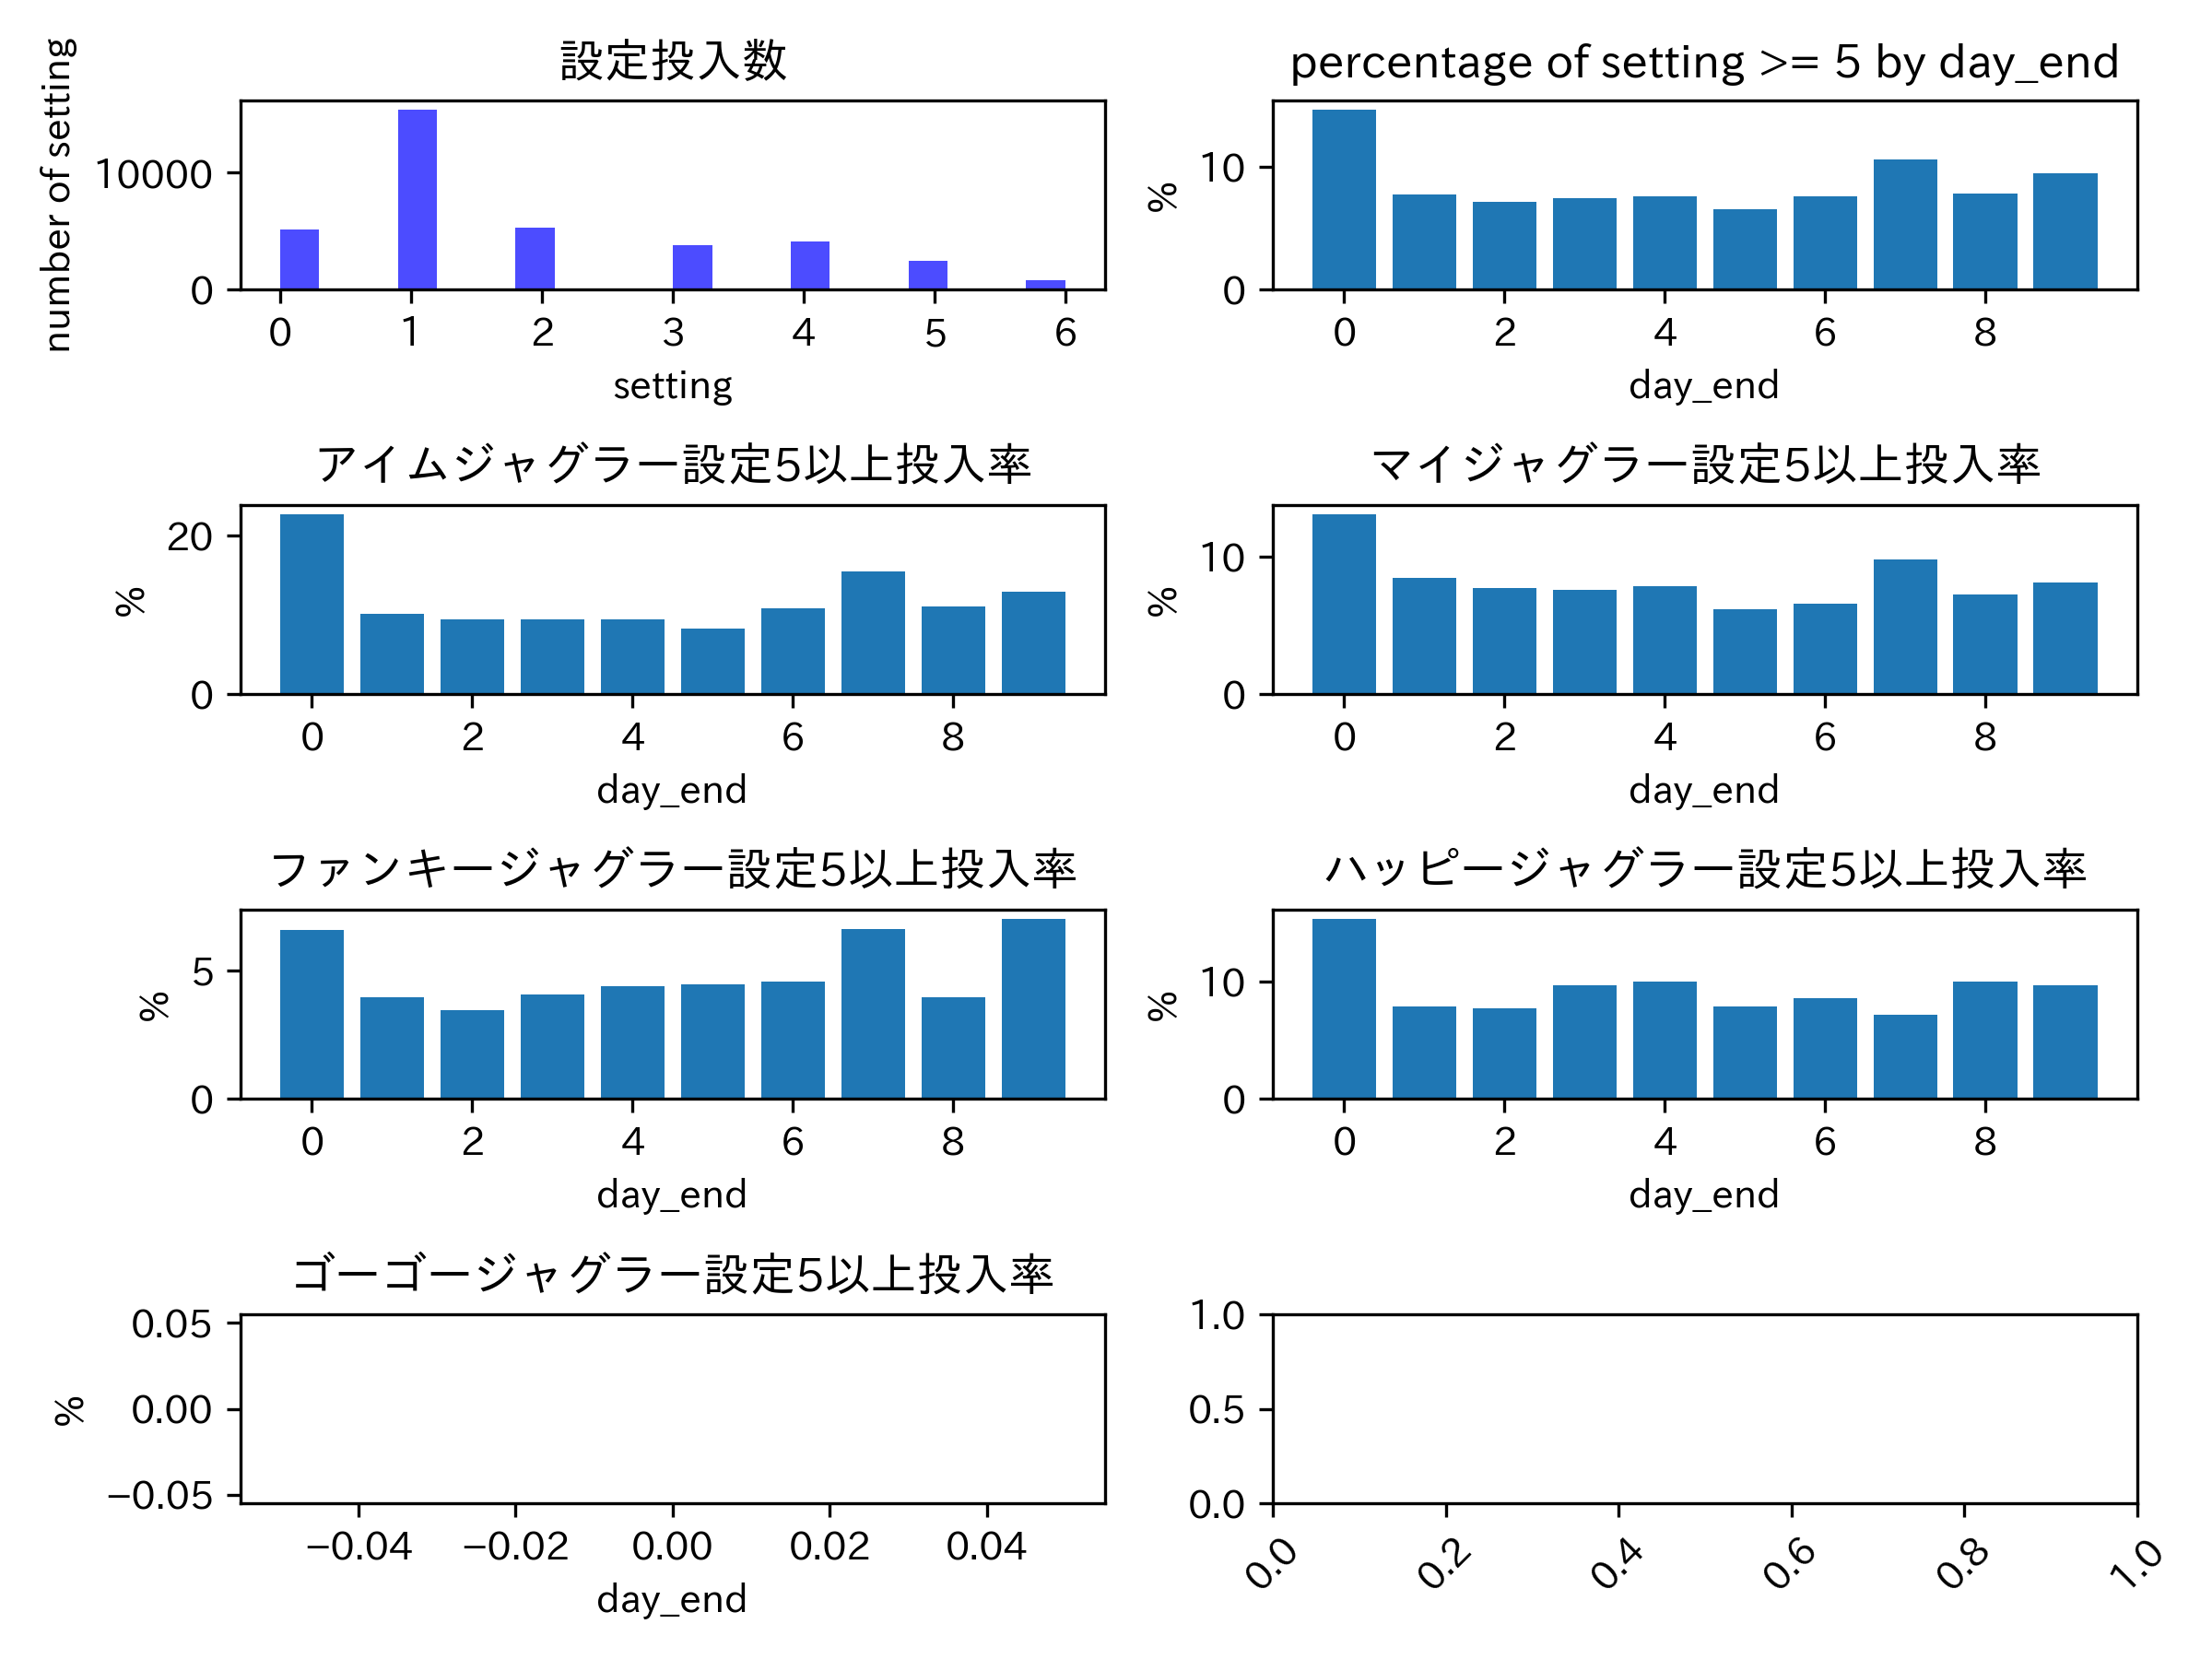 設定投入数
number of setting
10000
0
0 1 2 3 4 5 6
setting
percentage of setting >= 5 by day_end
%
10
0
0 2 4 6 8
day_end
アイムジャグラー設定5以上投入率
%
20
0
0 2 4 6 8
day_end
マイジャグラー設定5以上投入率
%
10
0
0 2 4 6 8
day_end
ファンキージャグラー設定5以上投入率
%
5
0
0 2 4 6 8
day_end
ハッピージャグラー設定5以上投入率
%
10
0
0 2 4 6 8
day_end
ゴーゴージャグラー設定5以上投入率
%
0.05
0.00
−0.05
−0.04 −0.02 0.00 0.02 0.04
day_end
1.0
0.5
0.0
0.0 0.2 0.4 0.6 0.8 1.0